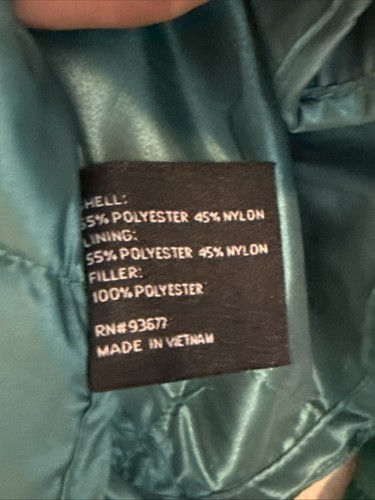 HELL:
55% POLYESTER 45% NYLON
LINING:
55% POLYESTER 45% NYLON
FILLER:
100% POLYESTER
RN#93677
MADE IN VIETNAM